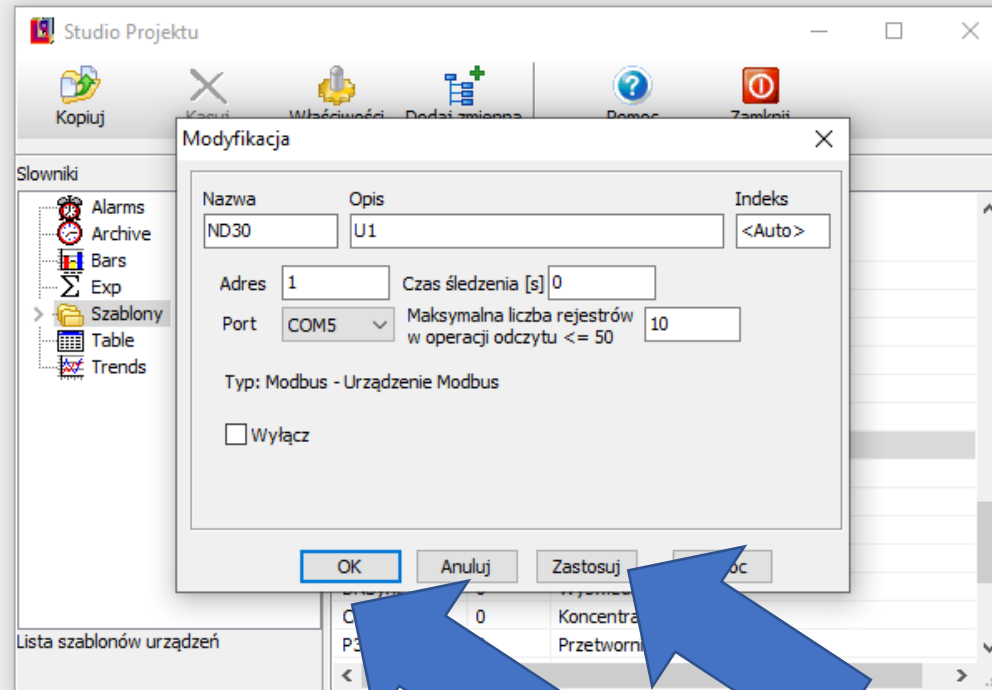 Studio Projektu
Kopiuj
Kasuj
Właściwości
Dodaj zmienną
Pomoc
Zamknij
Modyfikacja
Slowniki
Alarms
Archive
Bars
Exp
Szablony
Table
Trends
Lista szablonów urządzeń
Nazwa Opis Indeks
ND30 U1 <Auto>
Adres 1 Czas śledzenia [s] 0
Port COM5 Maksymalna liczba rejestrów
w operacji odczytu <= 50 10
Typ: Modbus - Urządzenie Modbus
Wyłącz
OK Anuluj Zastosuj
0 Koncentra
P3 Przetworni